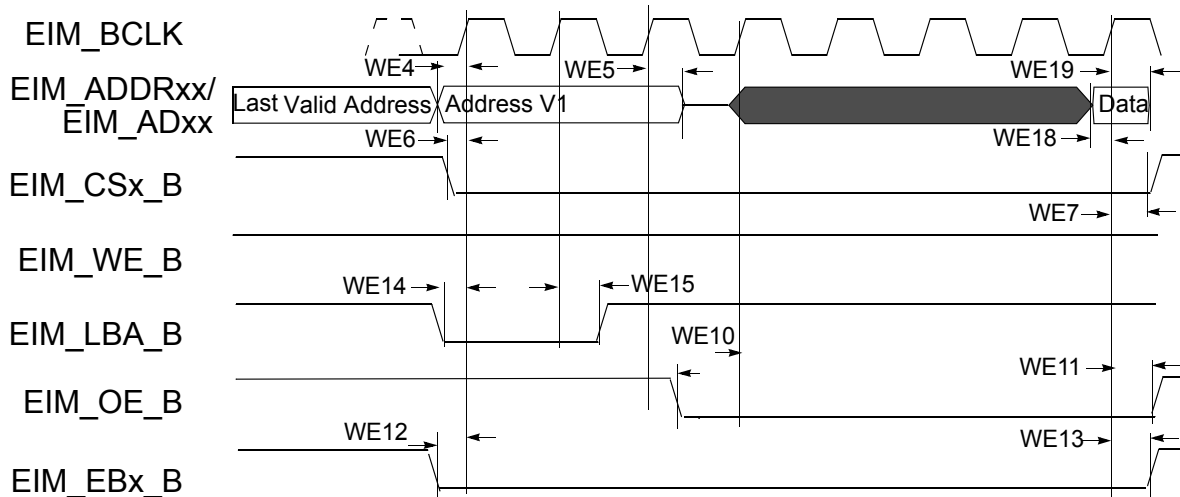 EIM_BCLK
WE4
WE5
WE19
EIM_ADDRxx/
EIM_ADxx
Last Valid Address
Address V1
Data
WE6
WE18
EIM_CSx_B
WE7
EIM_WE_B
WE14
WE15
EIM_LBA_B
WE10
WE11
EIM_OE_B
WE12
WE13
EIM_EBx_B